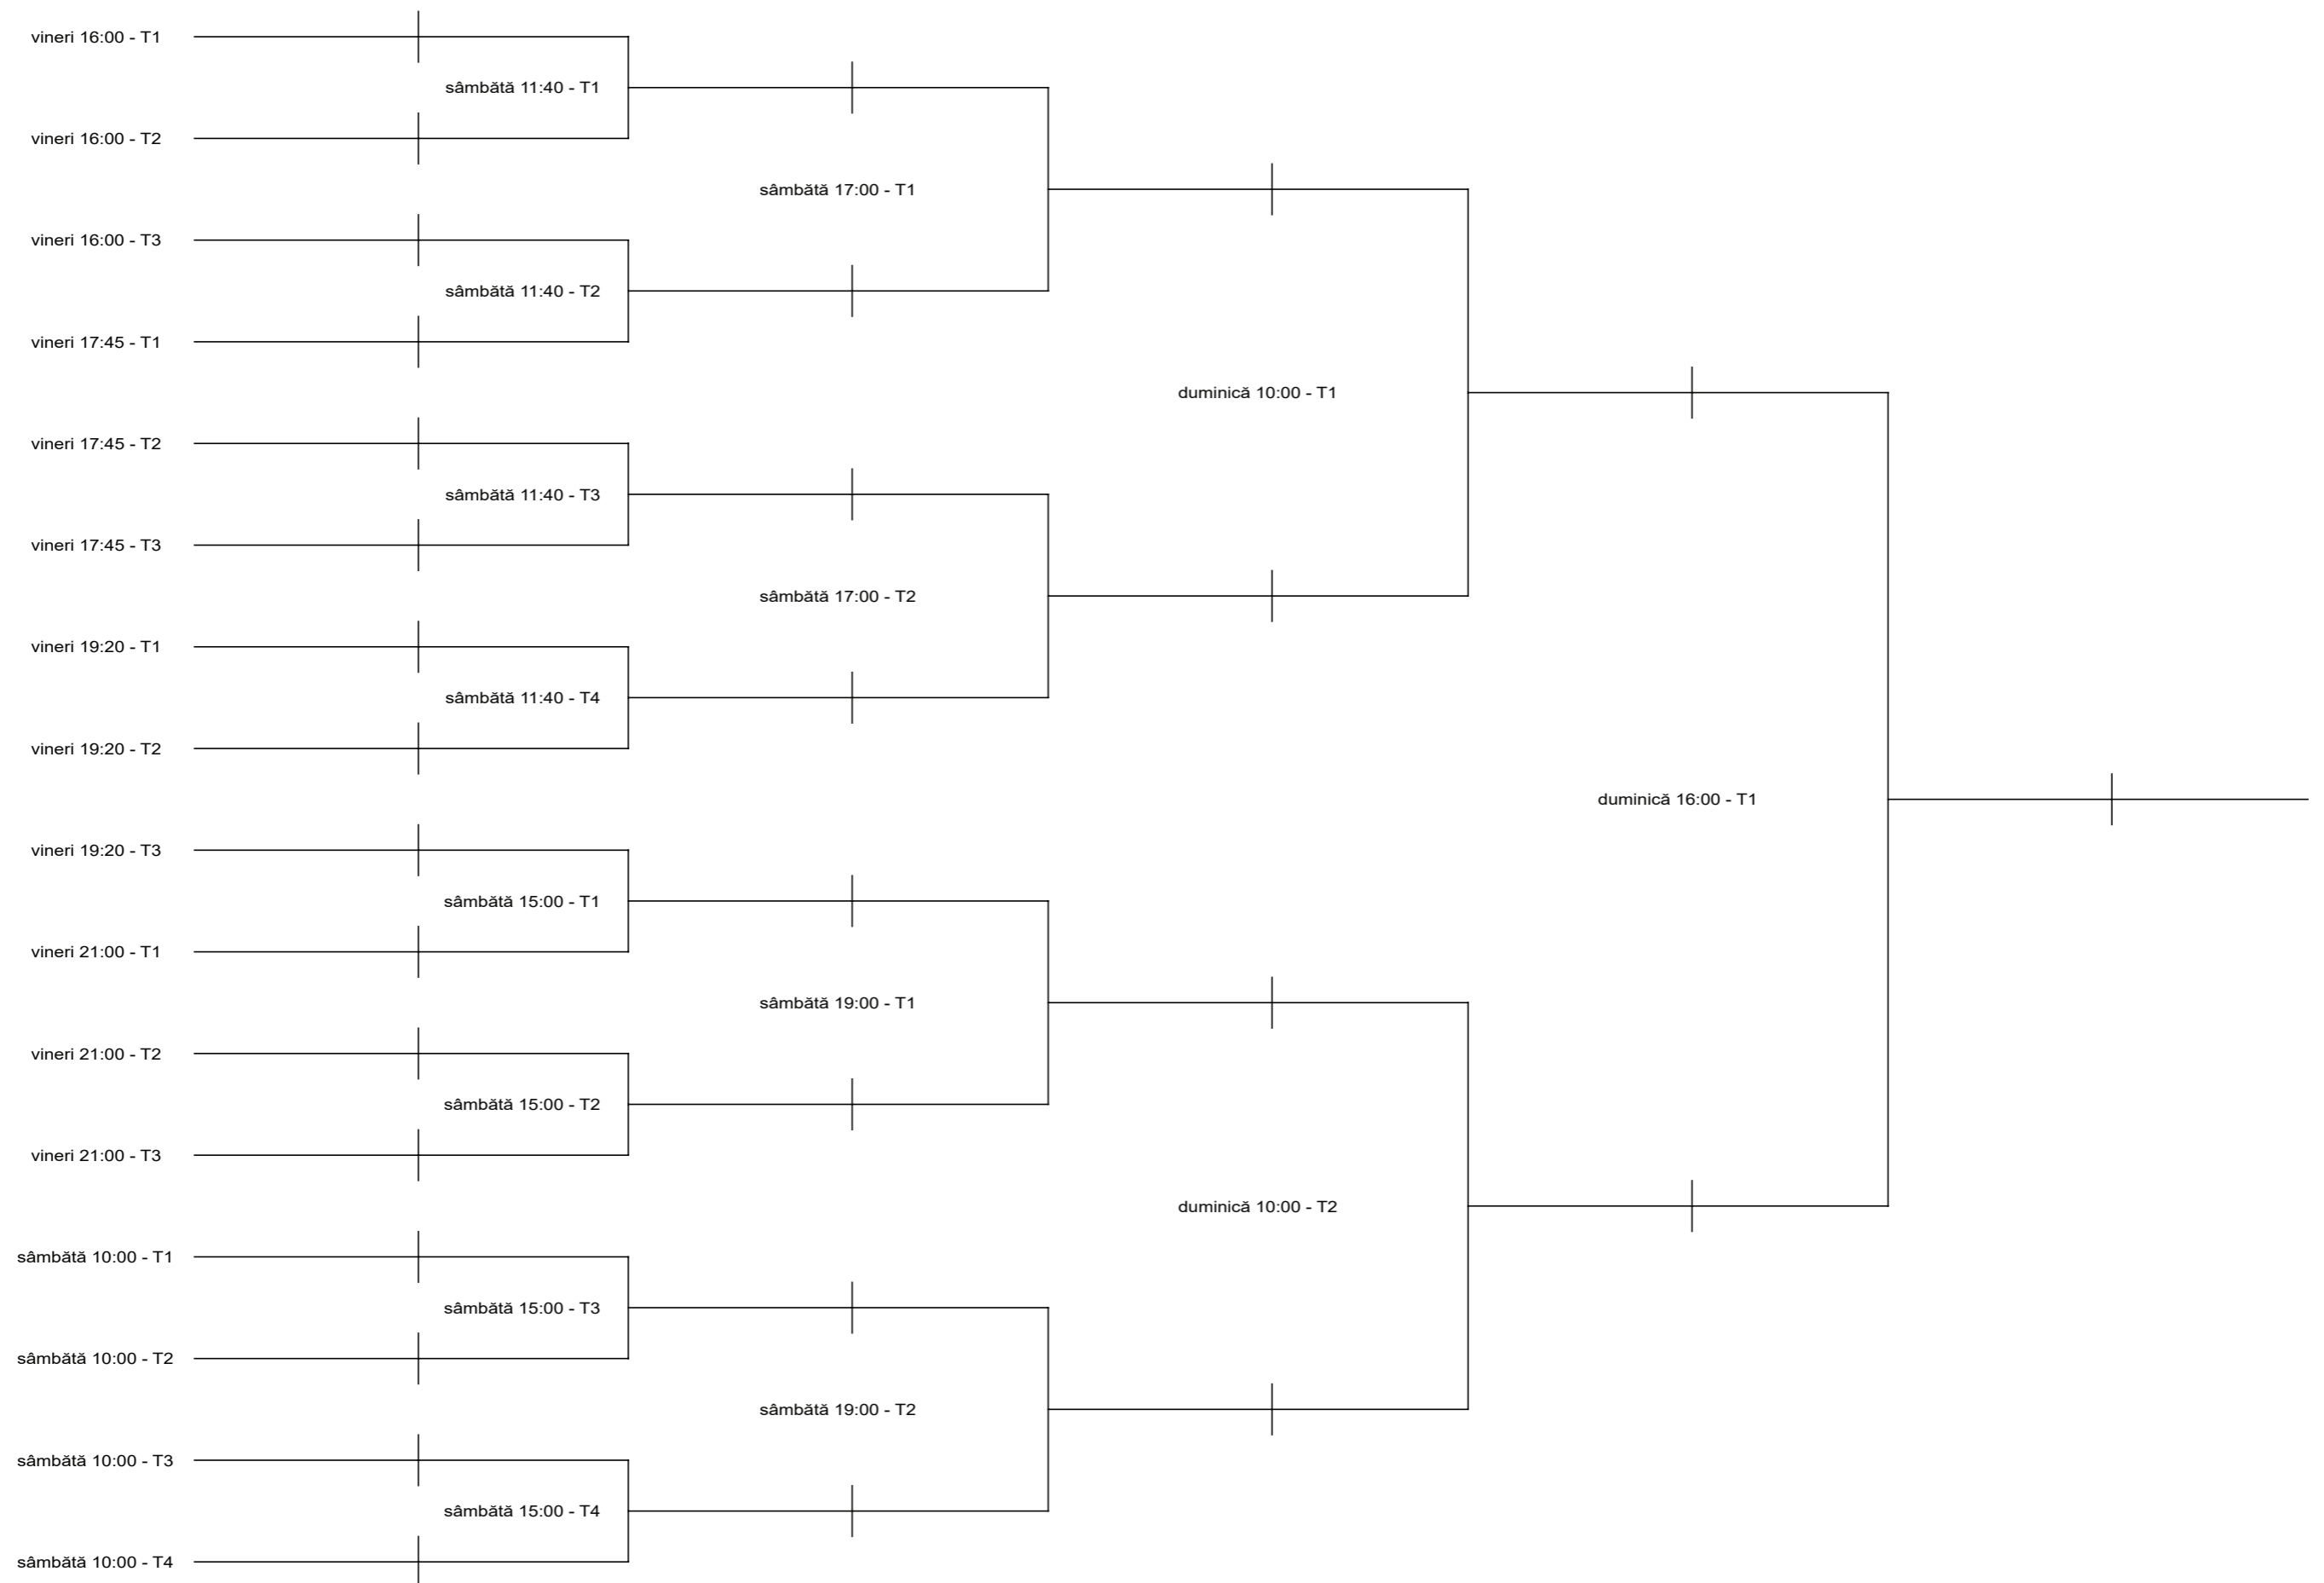 vineri 16:00 - T1
sâmbătă 11:40 - T1
vineri 16:00 - T2
sâmbătă 17:00 - T1
vineri 16:00 - T3
sâmbătă 11:40 - T2
vineri 17:45 - T1
duminică 10:00 - T1
vineri 17:45 - T2
sâmbătă 11:40 - T3
vineri 17:45 - T3
sâmbătă 17:00 - T2
vineri 19:20 - T1
sâmbătă 11:40 - T4
vineri 19:20 - T2
duminică 16:00 - T1
vineri 19:20 - T3
sâmbătă 15:00 - T1
vineri 21:00 - T1
sâmbătă 19:00 - T1
vineri 21:00 - T2
sâmbătă 15:00 - T2
vineri 21:00 - T3
duminică 10:00 - T2
sâmbătă 10:00 - T1
sâmbătă 15:00 - T3
sâmbătă 10:00 - T2
sâmbătă 19:00 - T2
sâmbătă 10:00 - T3
sâmbătă 15:00 - T4
sâmbătă 10:00 - T4